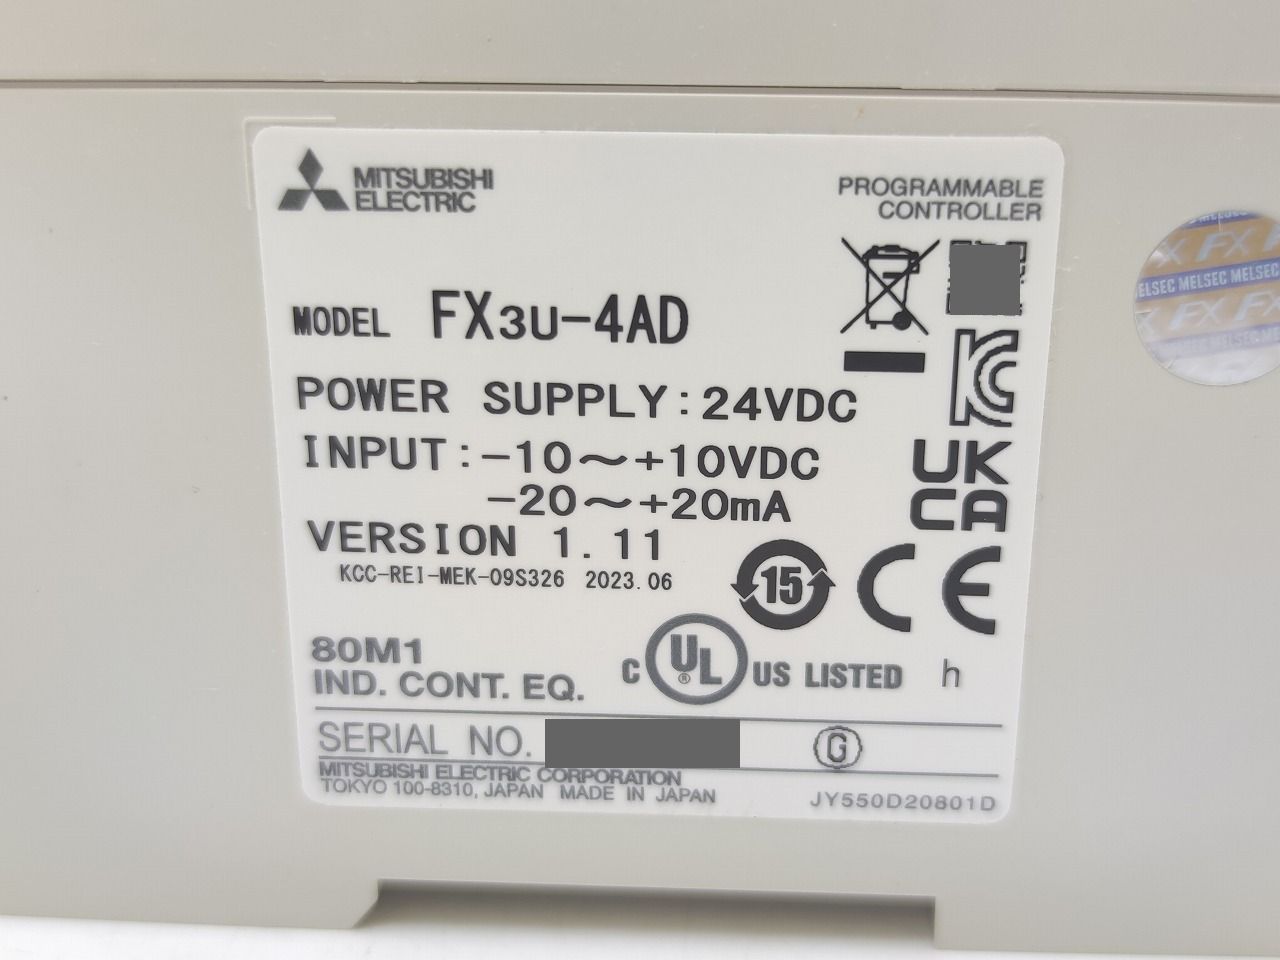 MITSUBISHI
ELECTRIC
PROGRAMMABLE
CONTROLLER
MODEL FX3U-4AD
POWER SUPPLY: 24VDC
INPUT: -10~+10VDC
-20~+20mA
VERSION 1.11
KCC-REI-MEK-09S326 2023.06
UK
CA
15
CE
80M1
IND. CONT. EQ.
C UL ® US LISTED h
SERIAL NO. G
MITSUBISHI ELECTRIC CORPORATION
TOKYO 100-8310, JAPAN MADE IN JAPAN
JY550D20801D
FX
MELSEC MELSEC
FX